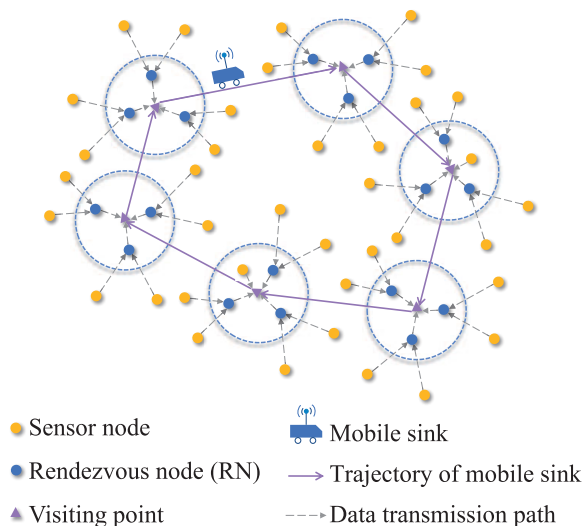 Sensor node
Mobile sink
Rendezvous node (RN)
Trajectory of mobile sink
Visiting point
Data transmission path